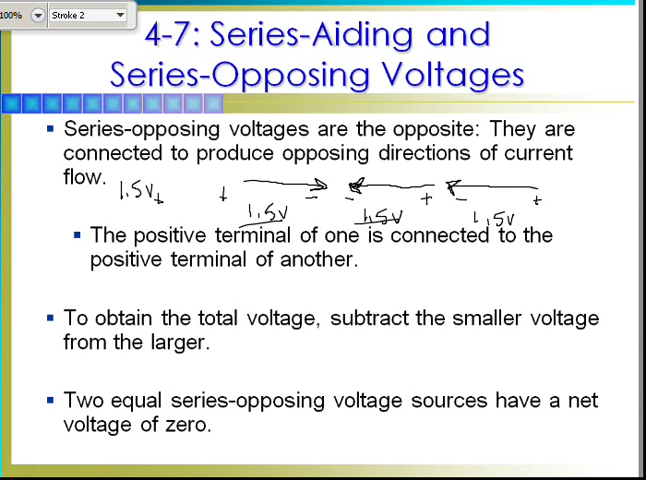 100%
Stroke 2
4-7: Series-Aiding and
Series-Opposing Voltages
Series-opposing voltages are the opposite: They are
connected to produce opposing directions of current
flow.
1.5V+
+ - - + - +
1.5V 1.5V 1.5V
The positive terminal of one is connected to the
positive terminal of another.
To obtain the total voltage, subtract the smaller voltage
from the larger.
Two equal series-opposing voltage sources have a net
voltage of zero.